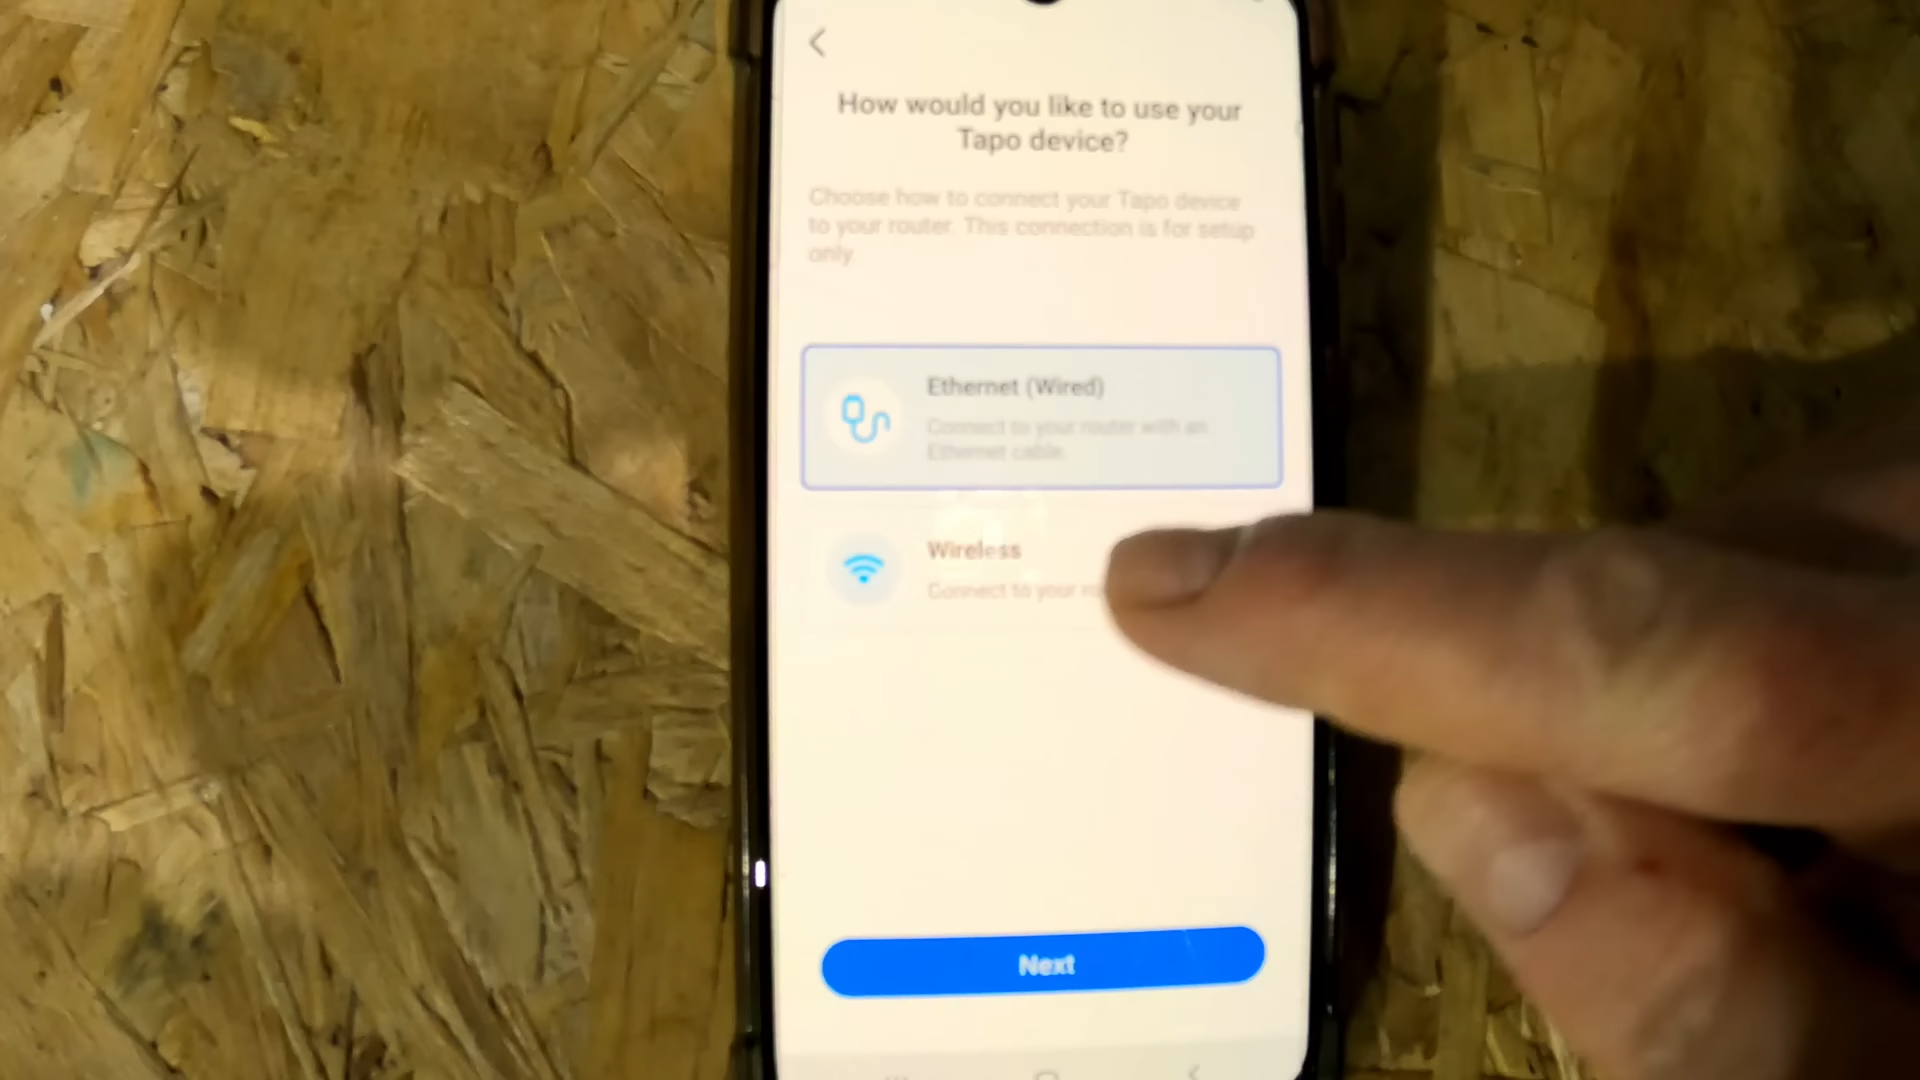 How would you like to use your
Tapo device?
Choose how to connect your Tapo device
to your router. This connection is for setup
only.
Ethernet (Wired)
Connect to your router with an
Ethernet cable.
Wireless
Connect to your
Next